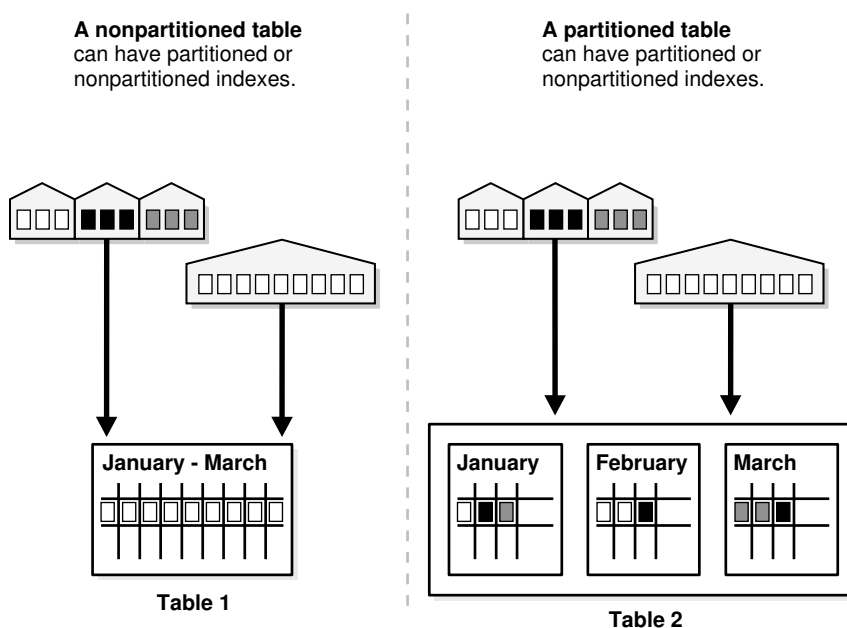 A nonpartitioned table
can have partitioned or
nonpartitioned indexes.
A partitioned table
can have partitioned or
nonpartitioned indexes.
January - March
Table 1
January
February
March
Table 2